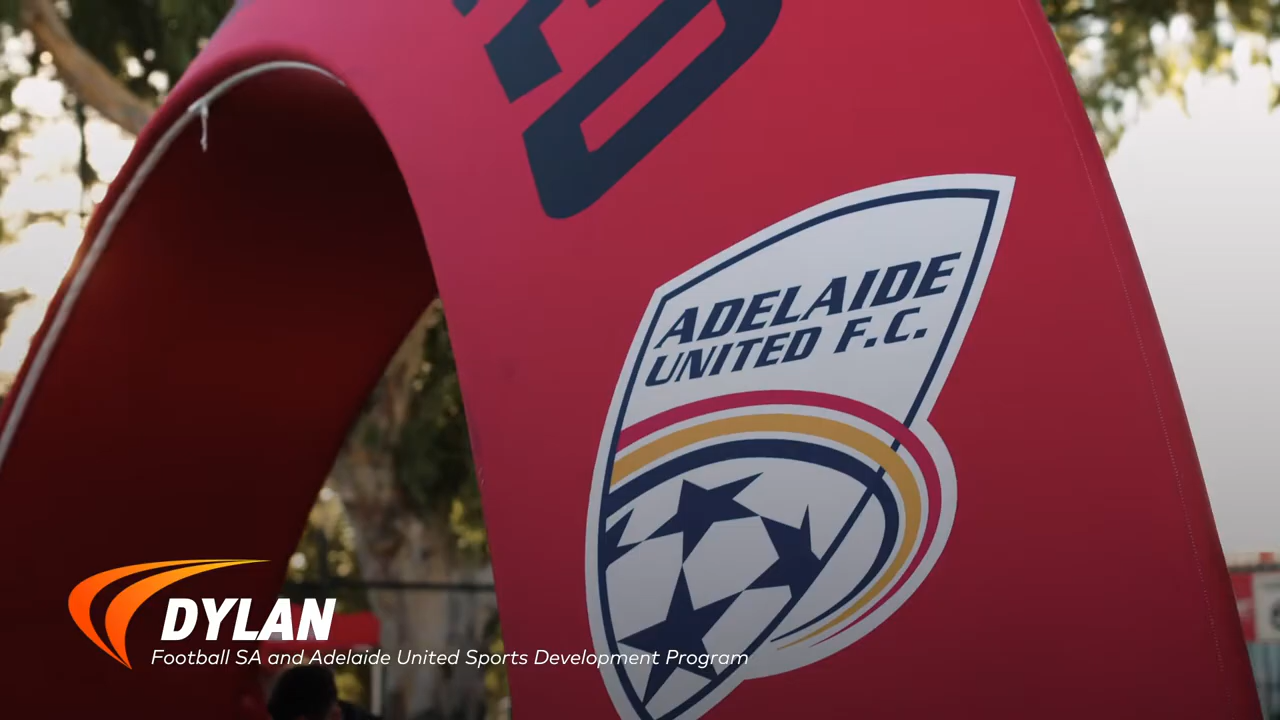 ADELAIDE
UNITED F.C.
DYLAN
Football SA and Adelaide United Sports Development Program